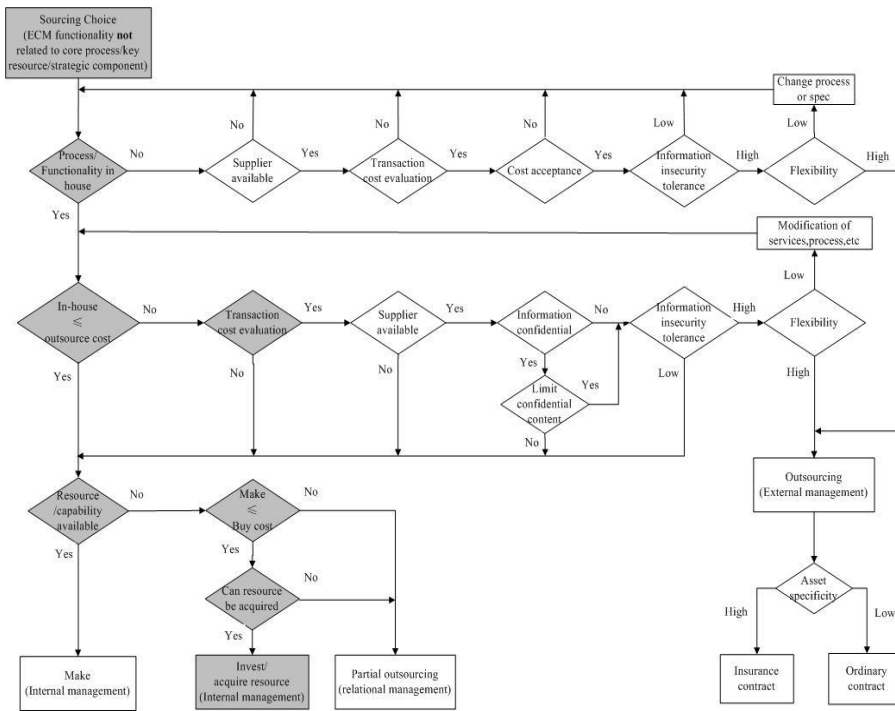 Sourcing Choice
(ECM functionality not
related to core process/key
resource/strategic component)
Change process
or spec
No
No
No
Low
Low
Process/
Functionality in
house
No
Supplier
available
Yes
Transaction
cost evaluation
Yes
Cost acceptance
Yes
Information
insecurity
tolerance
High
Flexibility
High
Yes
Modification of
services,process,etc
Low
In-house
≤
outsource cost
No
Transaction
cost evaluation
Yes
Supplier
available
Yes
Information
confidential
No
Information
insecurity
tolerance
High
Flexibility
Yes
No
No
Yes
Limit
confidential
content
Yes
No
Low
High
Outsourcing
(External management)
Resource
/capability
available
No
Make
≤
Buy cost
No
Yes
Yes
Can resource
be acquired
No
Yes
Asset
specificity
High
Low
Make
(Internal management)
Invest/
acquire resource
(Internal management)
Partial outsourcing
(relational management)
Insurance
contract
Ordinary
contract